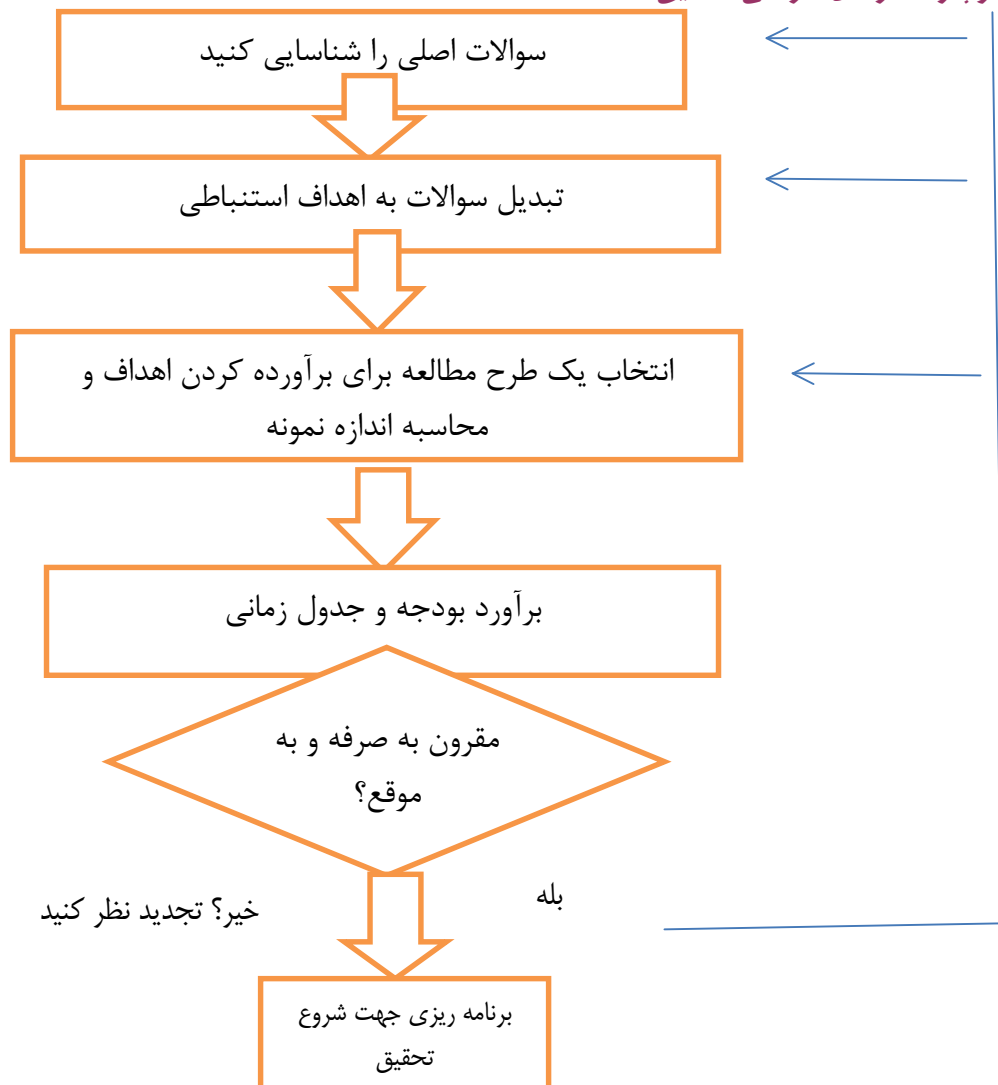 سوالات اصلی را شناسایی کنید
تبدیل سوالات به اهداف استنباطی
انتخاب یک طرح مطالعه برای برآورده کردن اهداف و
محاسبه اندازه نمونه
برآورد بودجه و جدول زمانی
مقرون به صرفه و به
موقع؟
بله
خیر؟ تجدید نظر کنید
برنامه ریزی جهت شروع
تحقیق